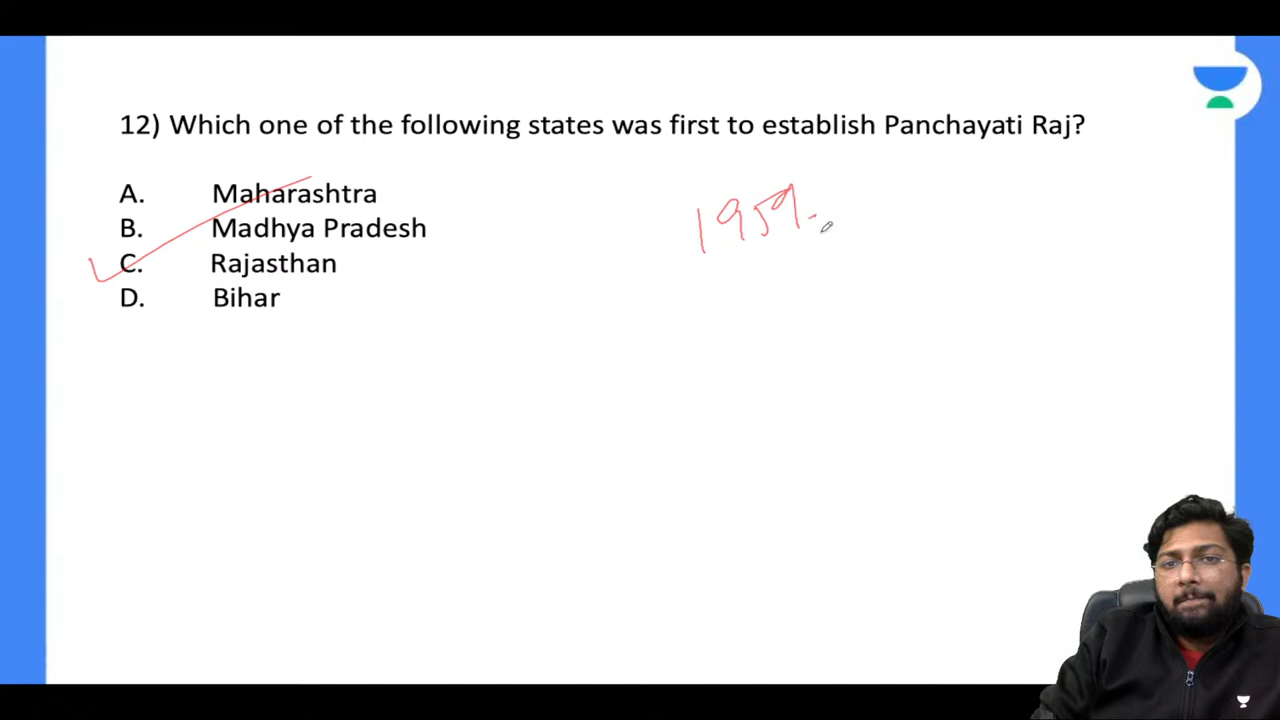 12) Which one of the following states was first to establish Panchayati Raj?
A. Maharashtra
B. Madhya Pradesh
C. Rajasthan
D. Bihar
1959.